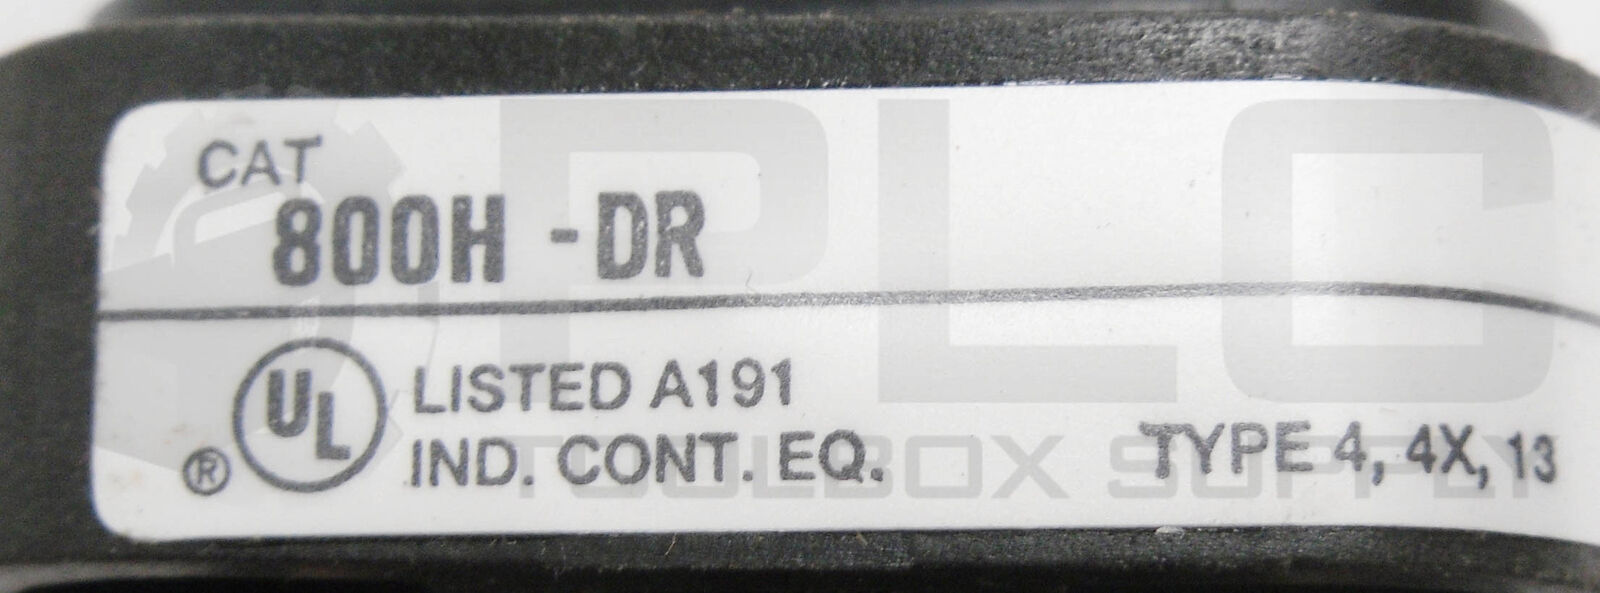 CAT
800H -DR
UL LISTED A191
® IND. CONT. EQ.
TYPE 4, 4X, 13
PLC
TOOLBOX SUPPLY